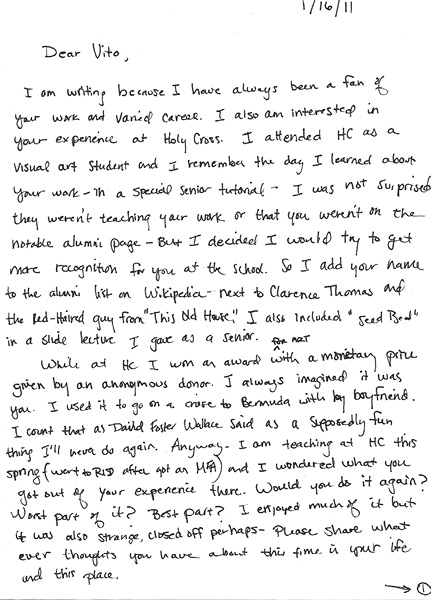 1/16/11
Dear Vito,
I am writing because I have always been a fan of
your work and varied career. I also am interested in
your experience at Holy Cross. I attended HC as a
visual art student and I remember the day I learned about
your work - in a special senior tutorial - I was not surprised
they weren't teaching your work or that you weren't on the
notable alumni page - But I decided I would try to get
more recognition for you at the school. So I add your name
to the alumni list on Wikipedia - next to Clarence Thomas and
the Red-Haired guy from "This Old House." I also included "Seed Bed"
in a slide lecture I gave as a senior.
for art
While at HC I won an award with a monetary prize
given by an anonymous donor. I always imagined it was
you. I used it to go on a cruse to Bermuda with my boyfriend.
I count that as David Foster Wallace said as a supposedly fun
thing I'll never do again. Anyway - I am teaching at HC this
spring (went to RISD after got an MFA) and I wondered what you
got out of your experience there. Would you do it again?
Worst part of it? Best part? I enjoyed much of it but
it was also strange, closed off perhaps - Please share what
ever thoughts you have about this time in your life
and this place.
→ 1